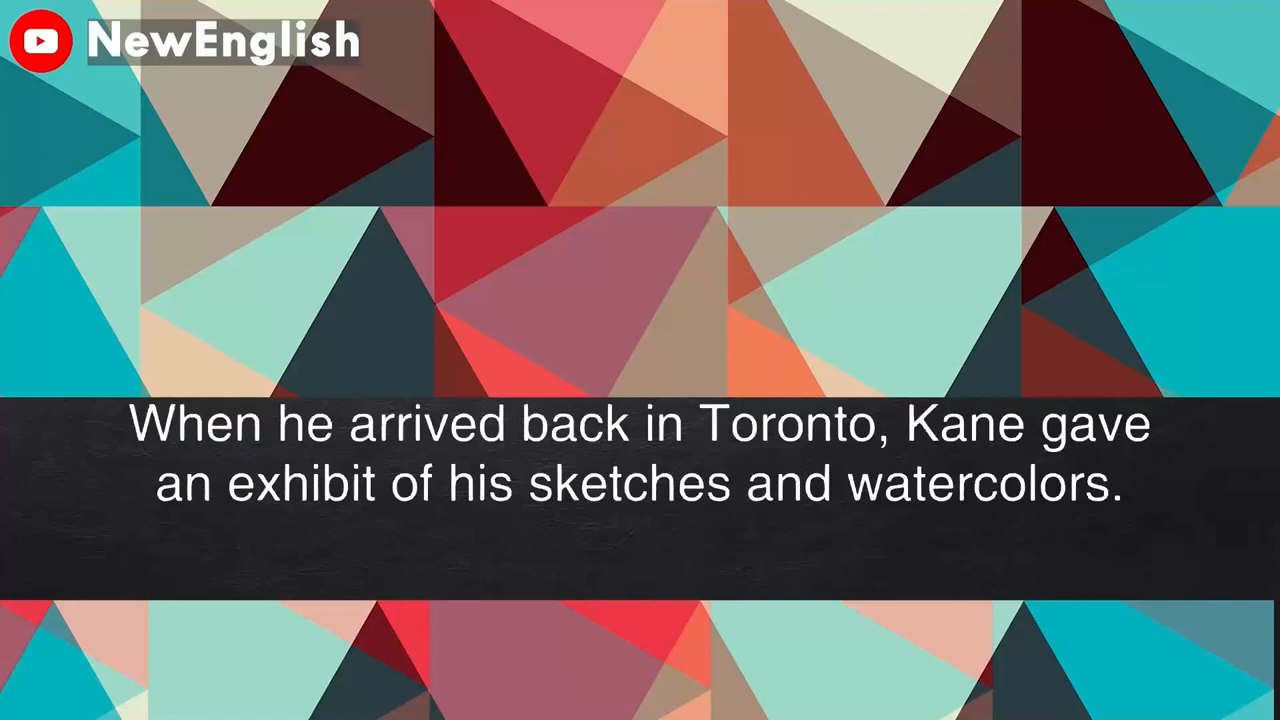 NewEnglish
When he arrived back in Toronto, Kane gave
an exhibit of his sketches and watercolors.